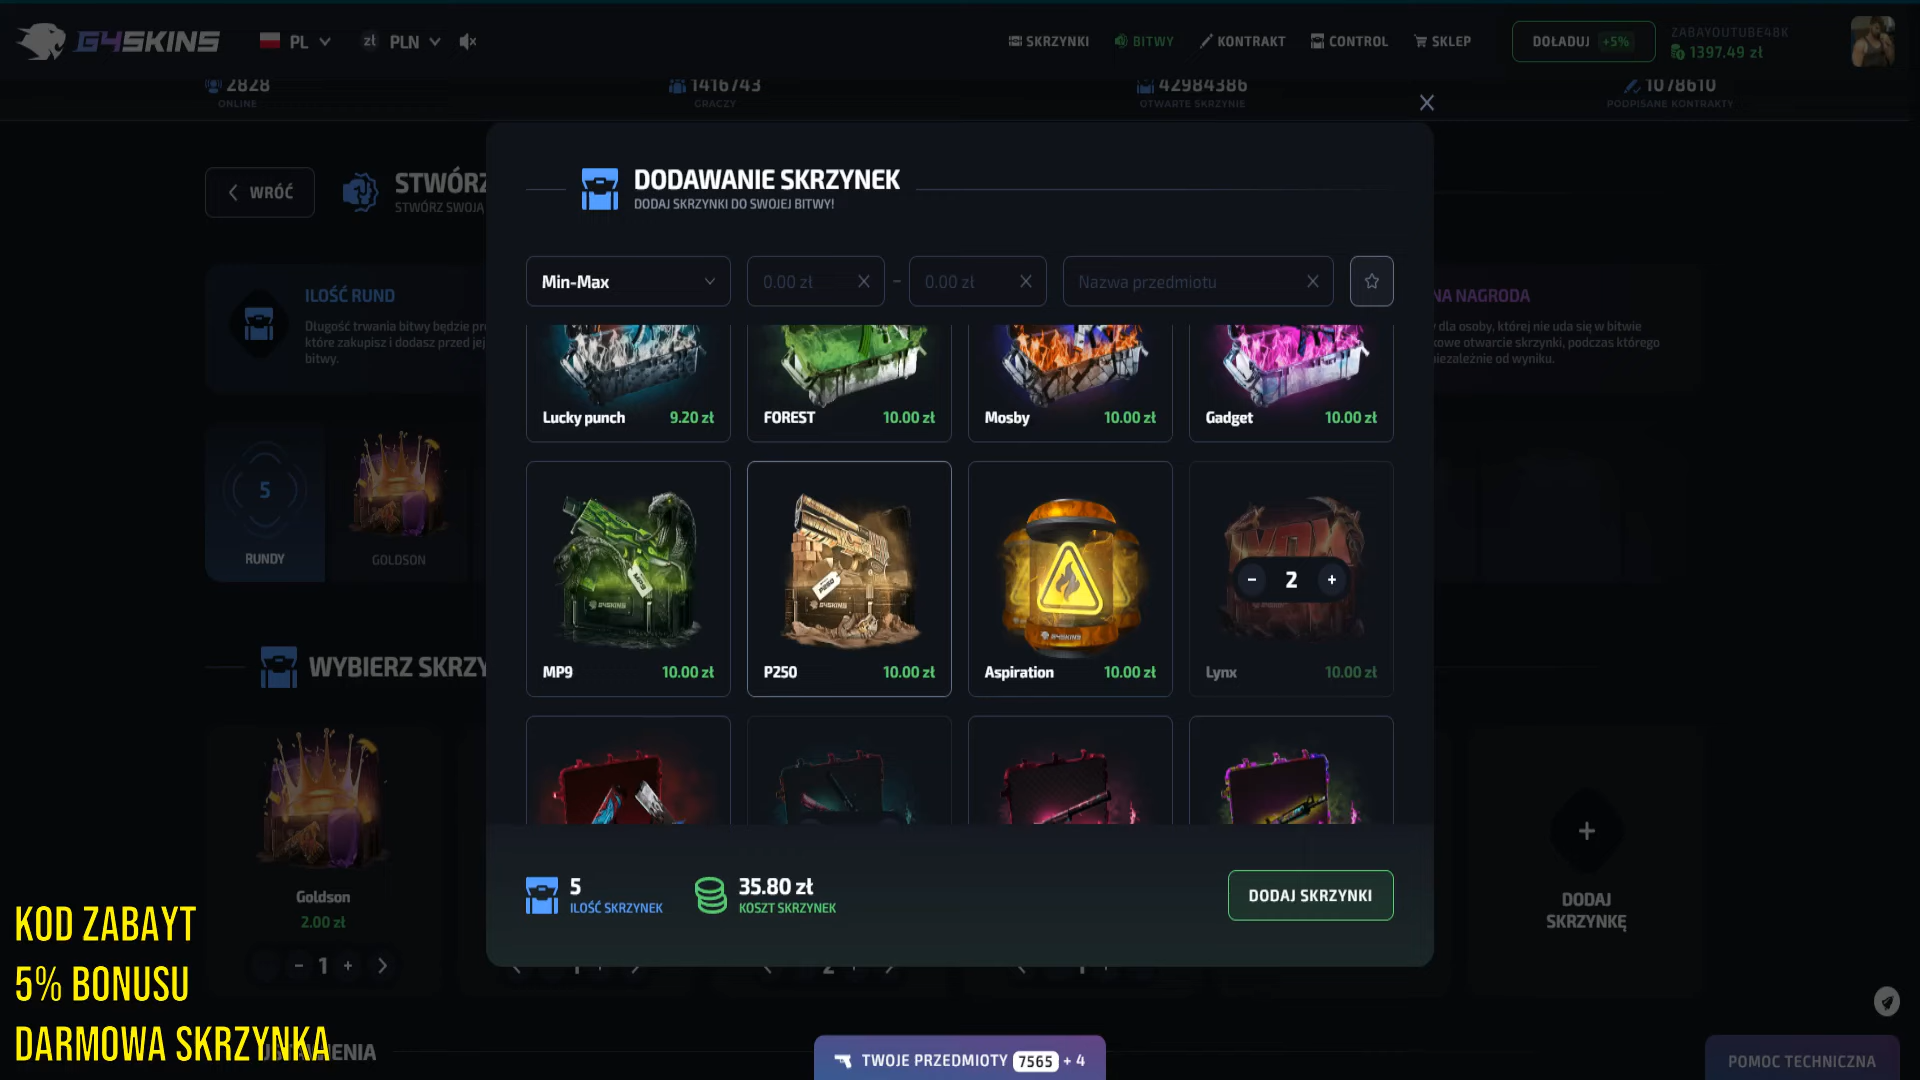 G4SKINS
PL
zł PLN
SKRZYNKI
BITWY
KONTRAKT
CONTROL
SKLEP
DOŁADUJ +5%
ZABAYOUTUBE4BK
1397.49 zł
2828
ONLINE
1416743
GRACZY
42984386
OTWARTE SKRZYNIE
1078610
PODPISANE KONTRAKTY
WRÓĆ
STWÓRZ
STWÓRZ SWOJĄ
DODAWANIE SKRZYNEK
DODAJ SKRZYNKI DO SWOJEJ BITWY!
Min-Max
0.00 zł
–
0.00 zł
Nazwa przedmiotu
ILOŚĆ RUND
Długość trwania bitwy będzie
które zakupisz i dodasz przed jej
bitwy.
NA NAGRODA
dla osoby, której nie uda się w bitwie
kowe otwarcie skrzynki, podczas którego
niezależnie od wyniku.
Lucky punch 9.20 zł
FOREST 10.00 zł
Mosby 10.00 zł
Gadget 10.00 zł
5
RUNDY
GOLDSON
MP9 10.00 zł
P250 10.00 zł
Aspiration 10.00 zł
- 2 +
Lynx 10.00 zł
WYBIERZ SKRZY
Goldson
2.00 zł
- 1 +
5
ILOŚĆ SKRZYNEK
35.80 zł
KOSZT SKRZYNEK
DODAJ SKRZYNKI
+
DODAJ
SKRZYNKĘ
KOD ZABAYT
5% BONUSU
DARMOWA SKRZYNKA
TWOJE PRZEDMIOTY 7565 + 4
POMOC TECHNICZNA